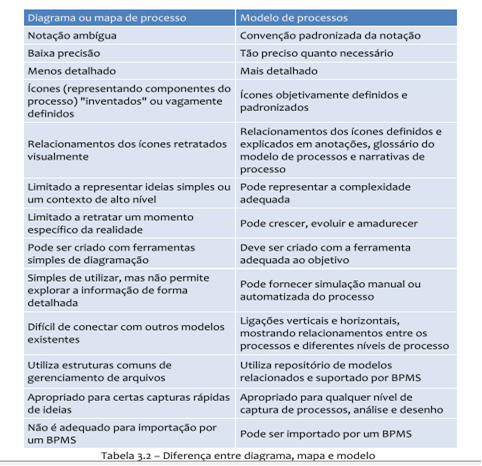 Diagrama ou mapa de processo Modelo de processos
Notação ambígua Convenção padronizada da notação
Baixa precisão Tão preciso quanto necessário
Menos detalhado Mais detalhado
Ícones (representando componentes do
processo) "inventados" ou vagamente
definidos
Ícones objetivamente definidos e
padronizados
Relacionamentos dos ícones retratados
visualmente
Relacionamentos dos ícones definidos e
explicados em anotações, glossário do
modelo de processos e narrativas de
processo
Limitado a representar ideias simples ou
um contexto de alto nível
Pode representar a complexidade
adequada
Limitado a retratar um momento
específico da realidade
Pode crescer, evoluir e amadurecer
Pode ser criado com ferramentas
simples de diagramação
Deve ser criado com a ferramenta
adequada ao objetivo
Simples de utilizar, mas não permite
explorar a informação de forma
detalhada
Pode fornecer simulação manual ou
automatizada do processo
Difícil de conectar com outros modelos
existentes
Ligações verticais e horizontais,
mostrando relacionamentos entre os
processos e diferentes níveis de processo
Utiliza estruturas comuns de
gerenciamento de arquivos
Utiliza repositório de modelos
relacionados e suportado por BPMS
Apropriado para certas capturas rápidas
de ideias
Apropriado para qualquer nível de
captura de processos, análise e desenho
Não é adequado para importação por
um BPMS
Pode ser importado por um BPMS
Tabela 3.2 – Diferença entre diagrama, mapa e modelo